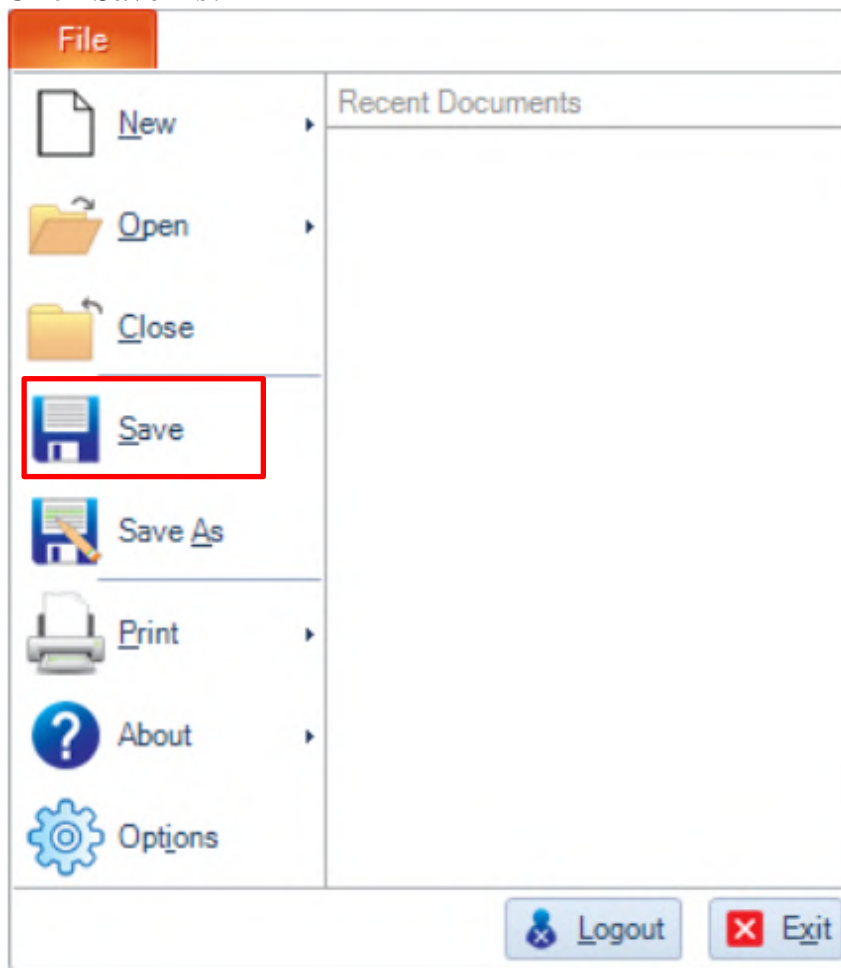 File
New
Recent Documents
Open
Close
Save
Save As
Print
About
Options
Logout
Exit